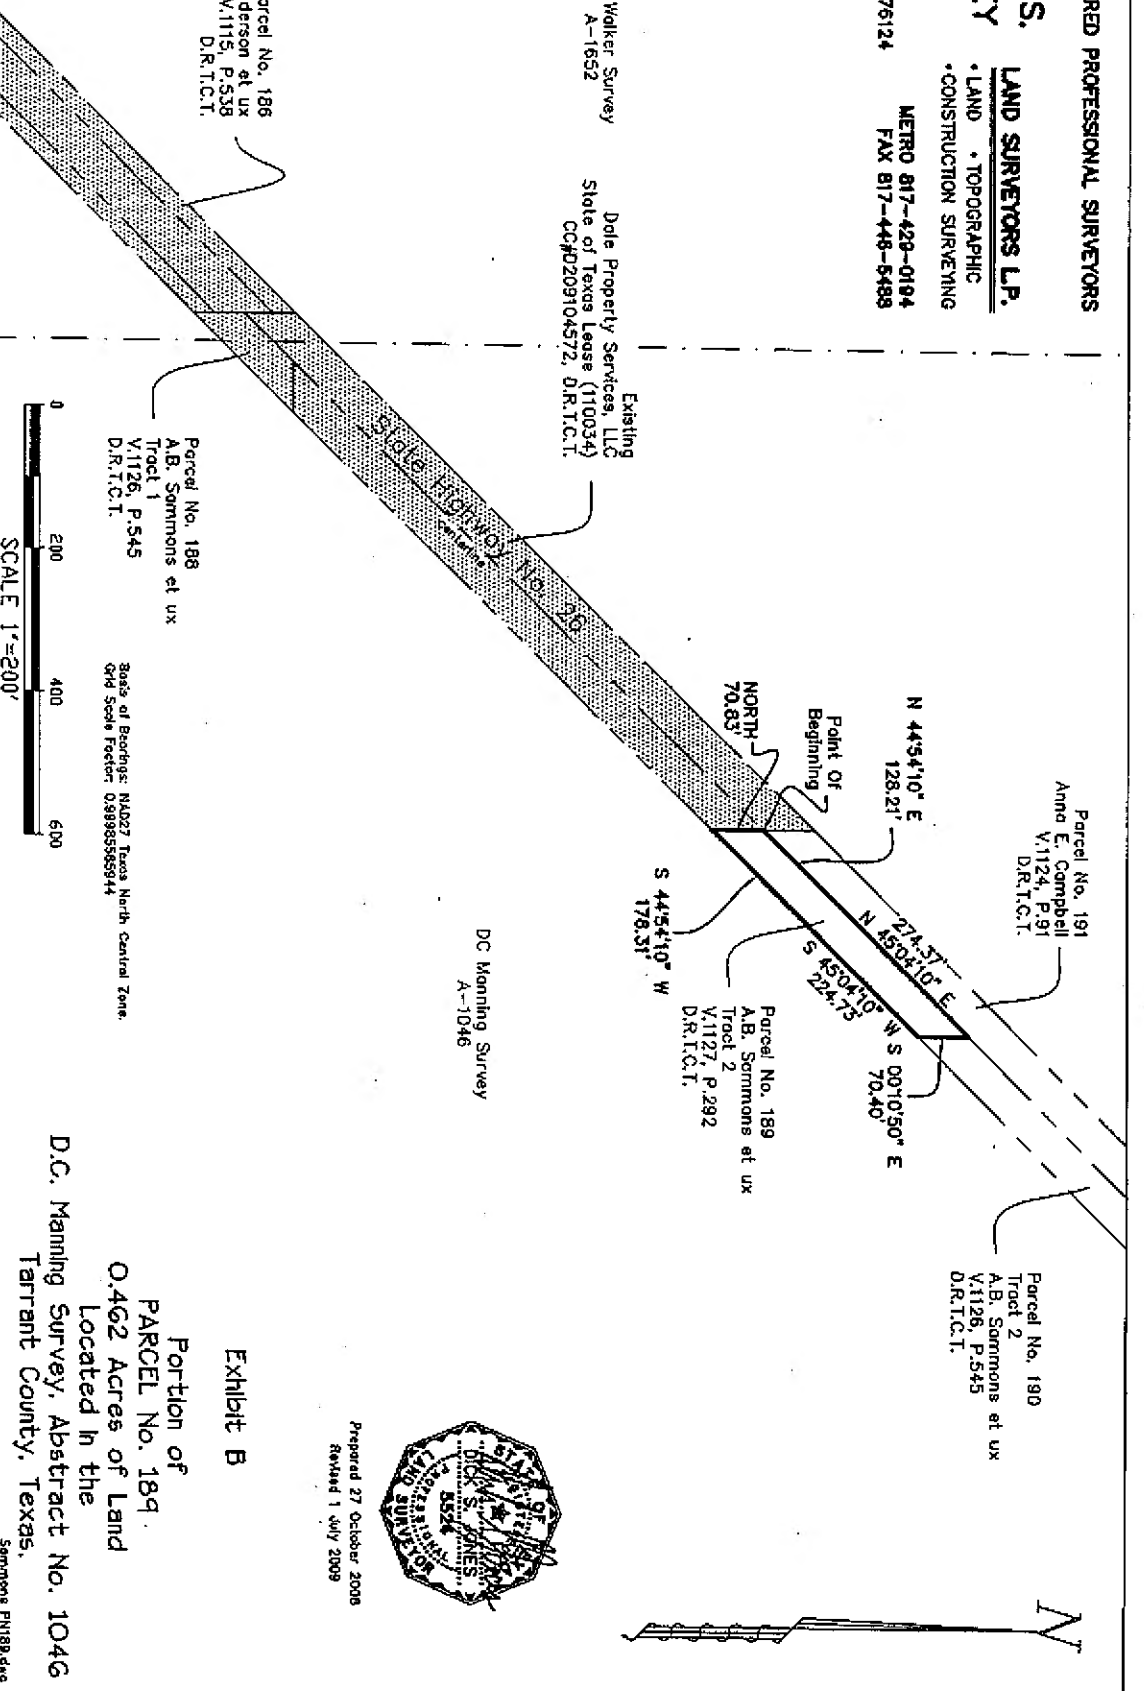 RED PROFESSIONAL SURVEYORS
S.
Y
LAND SURVEYORS L.P.
• LAND • TOPOGRAPHIC
• CONSTRUCTION SURVEYING
76124
METRO 817-429-0194
FAX 817-446-5488
Walker Survey
A-1652
Existing
Dale Property Services, LLC
State of Texas Lease (110034)
CC#D209104572, D.R.T.C.T.
arcel No. 186
derson et ux
V.1115, P.538
D.R.T.C.T.
State Highway No. 26
Centerline
Parcel No. 188
A.B. Sammons et ux
Tract 1
V.1126, P.545
D.R.T.C.T.
Parcel No. 191
Anna E. Campbell
V.1124, P.91
D.R.T.C.T.
N 44°54'10" E
128.21'
Point Of
Beginning
NORTH
70.83'
274.37'
N 45°04'10" E
S 45°04'10" W
224.73'
S 00°10'50" E
70.40'
S 44°54'10" W
178.31'
Parcel No. 189
A.B. Sammons et ux
Tract 2
V.1127, P.292
D.R.T.C.T.
Parcel No. 190
Tract 2
A.B. Sammons et ux
V.1126, P.545
D.R.T.C.T.
DC Manning Survey
A-1046
0 200 400 600
SCALE 1"=200'
Basis of Bearings: NAD27 Texas North Central Zone.
Grid Scale Factor: 0.99985585944
N
STATE OF
DICK S. JONES
5524
PROFESSIONAL
LAND SURVEYOR
Prepared 27 October 2008
Revised 1 July 2009
Exhibit B
Portion of
PARCEL No. 189.
0.462 Acres of Land
Located in the
D.C. Manning Survey, Abstract No. 1046
Tarrant County, Texas.
Sammons PN189.dwg